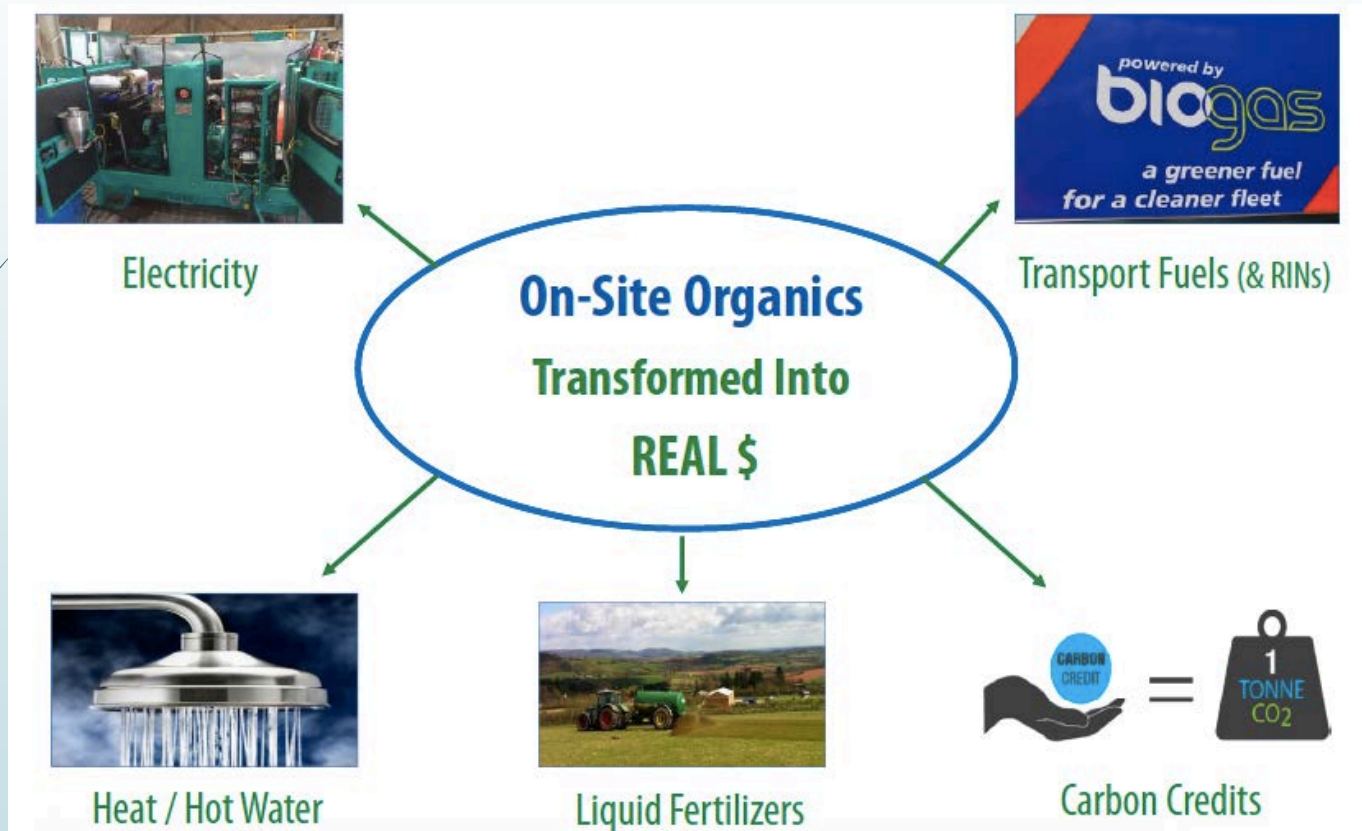 powered by
biogas
a greener fuel
for a cleaner fleet
Electricity
Transport Fuels (& RINs)
On-Site Organics
Transformed Into
REAL $
CARBON
CREDIT
=
1
TONNE
CO2
Heat / Hot Water
Liquid Fertilizers
Carbon Credits